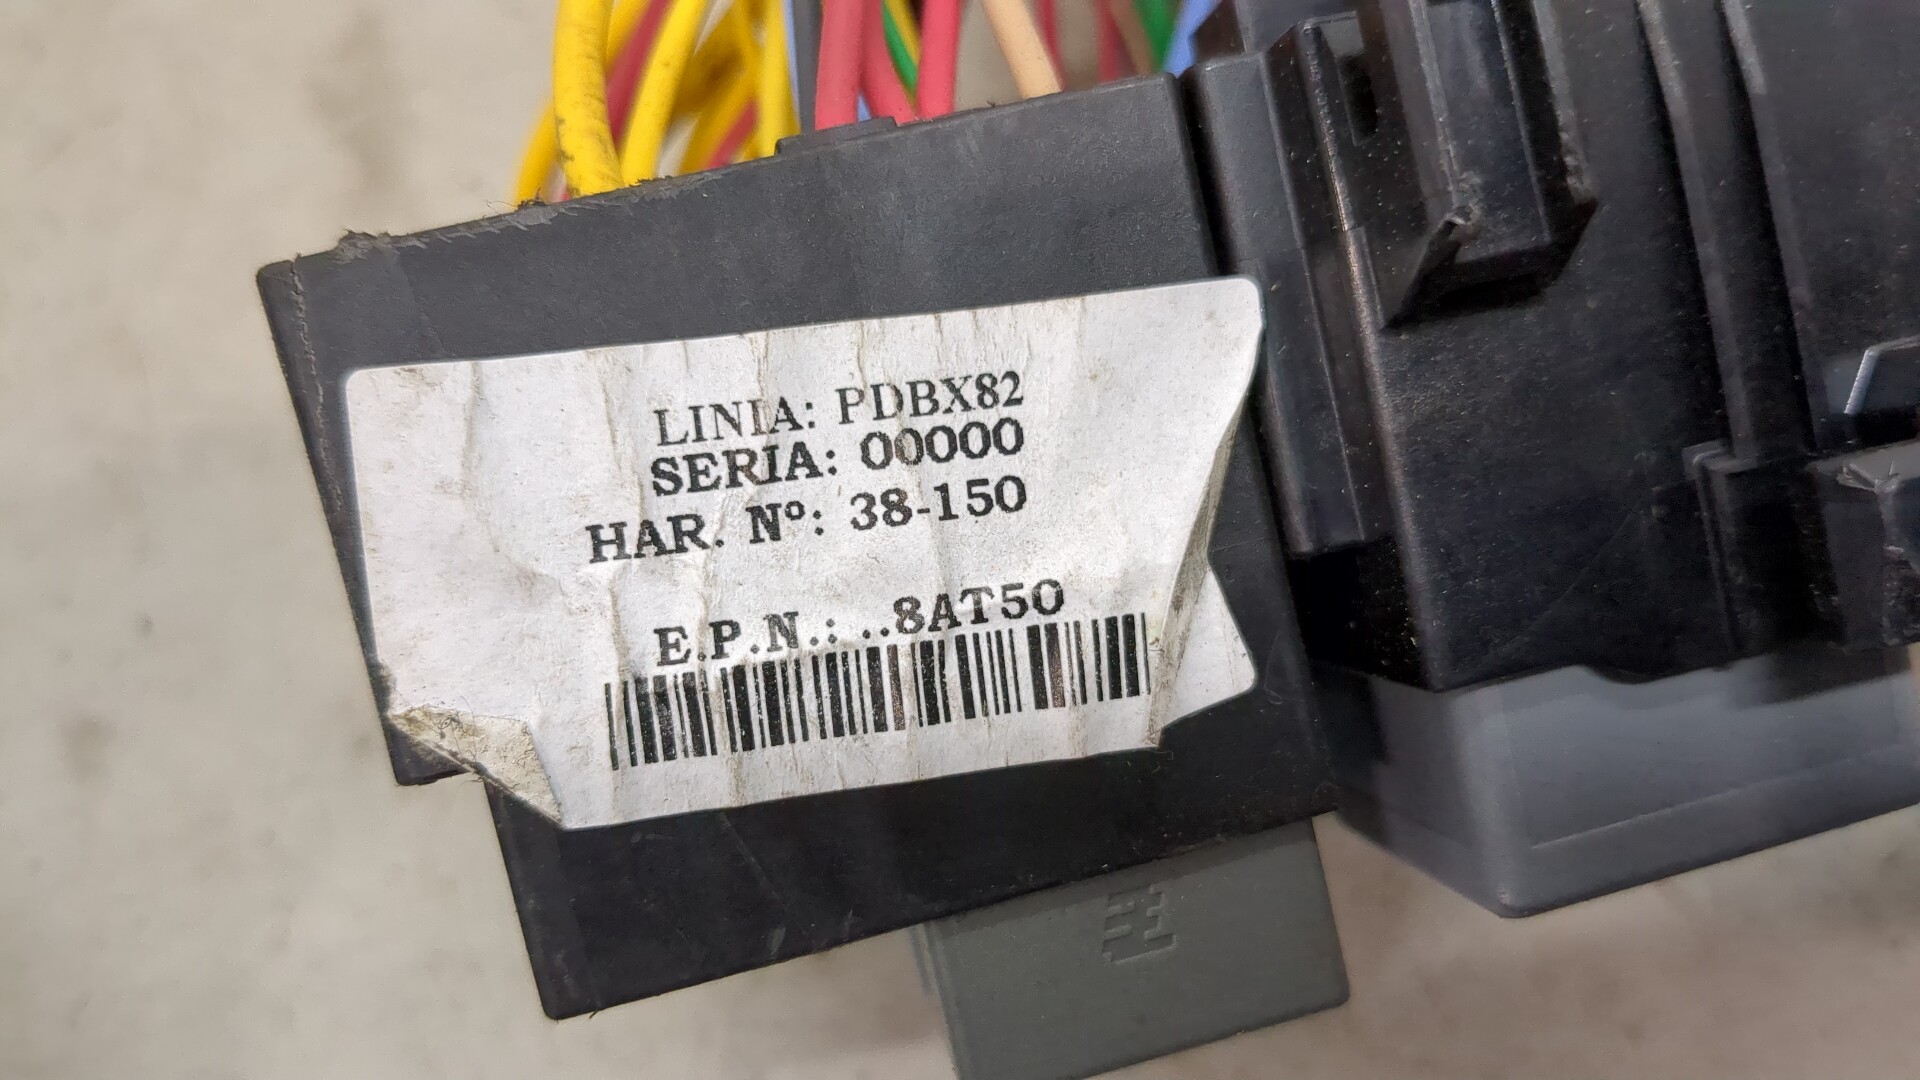 LINIA: PDBX82
SERIA: 00000
HAR. Nº: 38-150
E.P.N.: ..8AT50